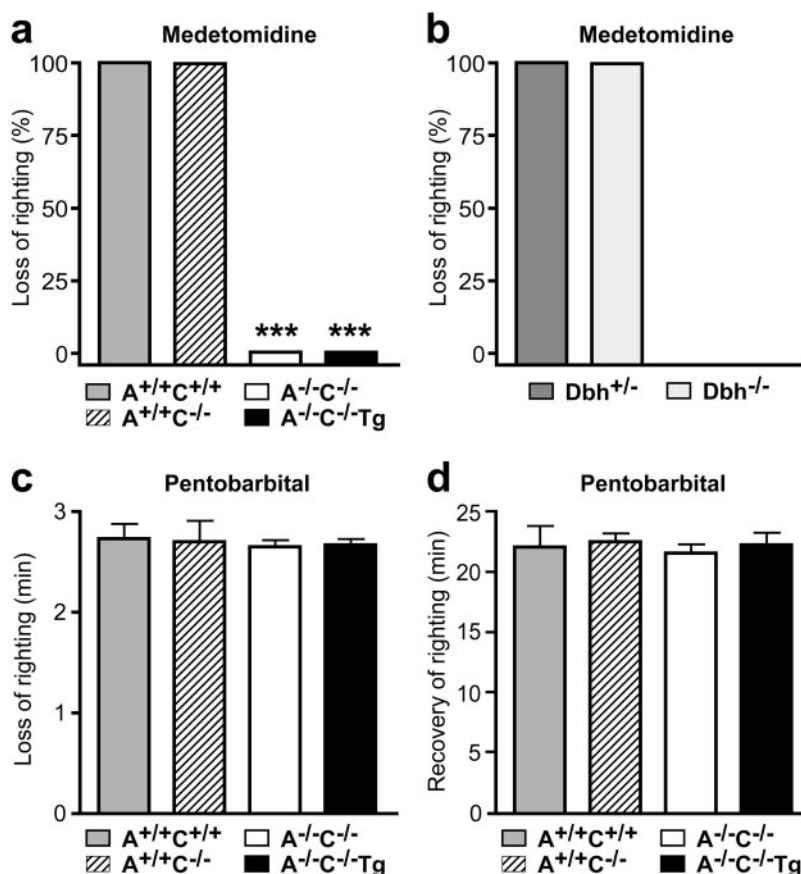 a
Medetomidine
Loss of righting (%)
100
75
50
25
0
*** ***
A+/+C+/+ A-/-C-/-
A+/+C-/- A-/-C-/-Tg
b
Medetomidine
Loss of righting (%)
100
75
50
25
0
Dbh+/- Dbh-/-
c
Pentobarbital
Loss of righting (min)
3
2
1
0
A+/+C+/+ A-/-C-/-
A+/+C-/- A-/-C-/-Tg
d
Pentobarbital
Recovery of righting (min)
25
20
15
10
5
0
A+/+C+/+ A-/-C-/-
A+/+C-/- A-/-C-/-Tg